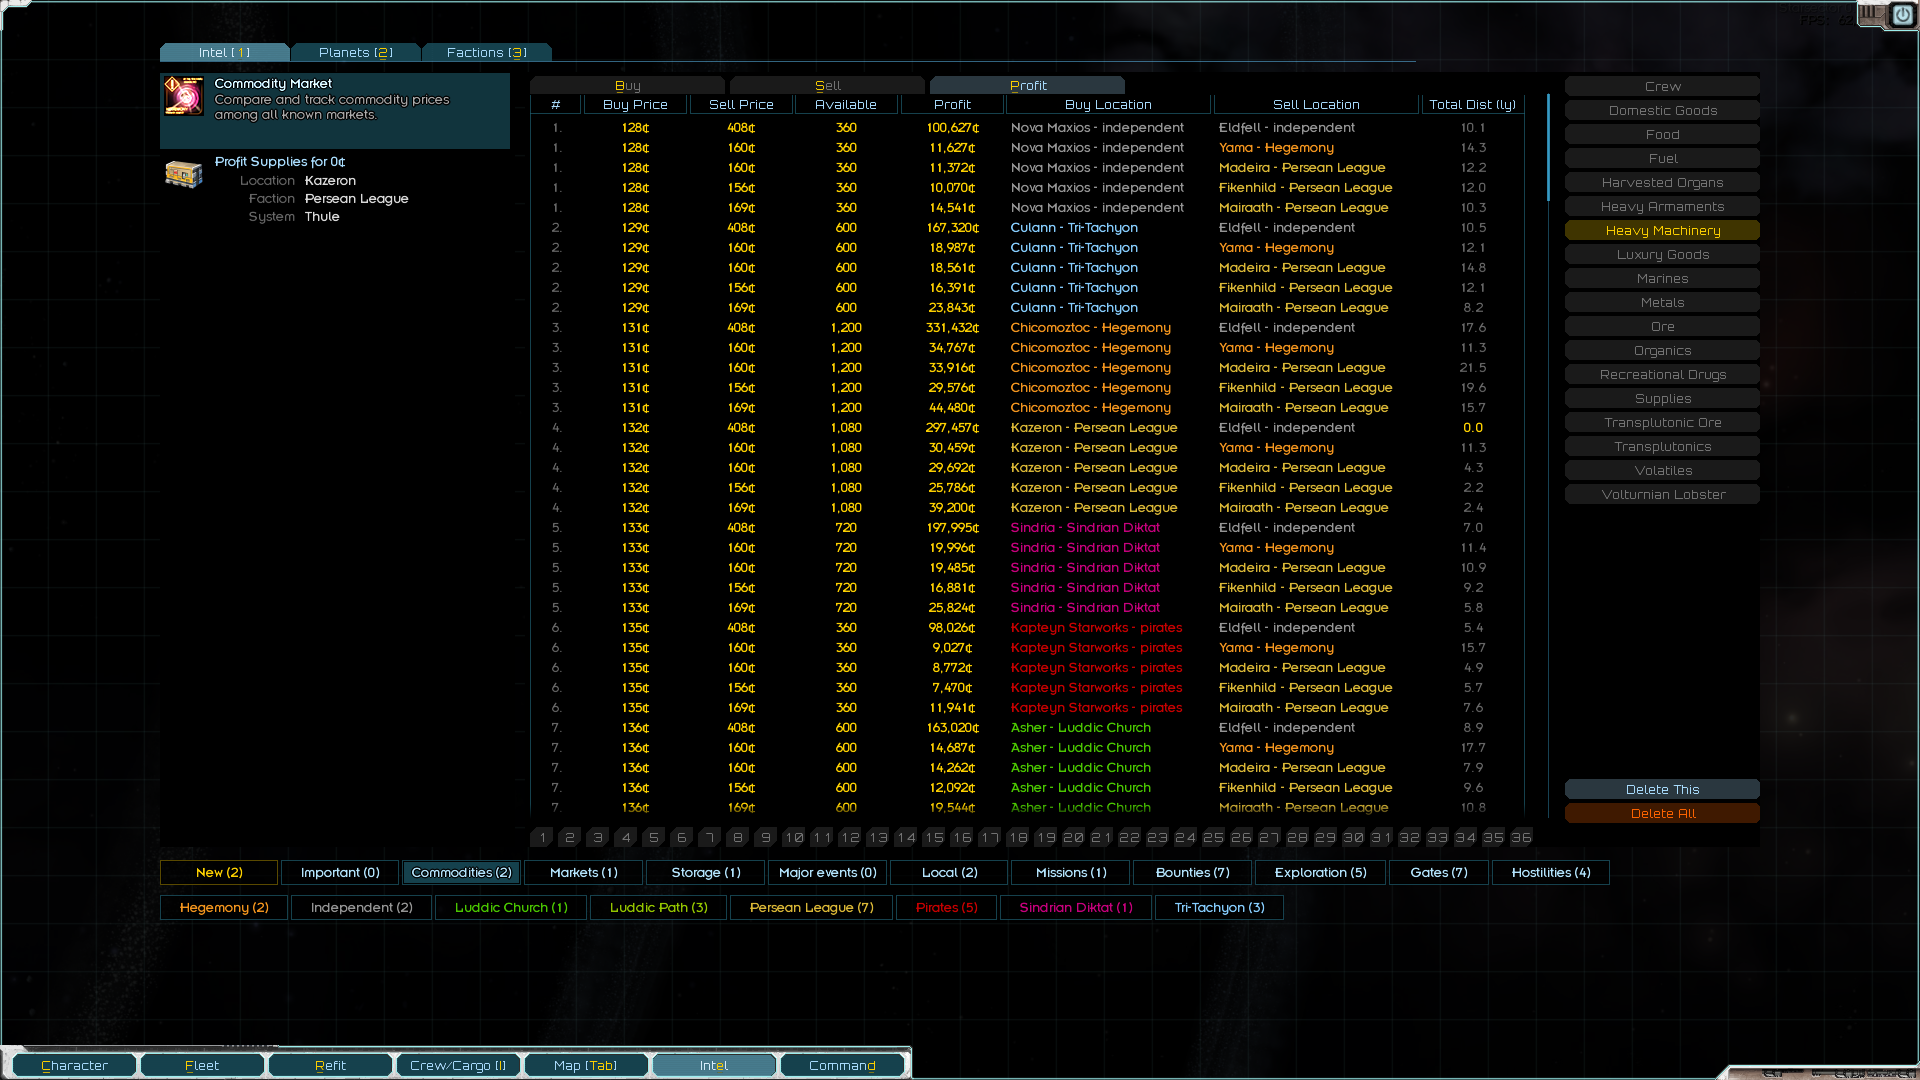 Intel [1] Planets [2] Factions [3]
Commodity Market
Compare and track commodity prices
among all known markets.
Profit Supplies for 0¢
Location Kazeron
Faction Persean League
System Thule
Buy Sell Profit
# Buy Price Sell Price Available Profit Buy Location Sell Location Total Dist (ly)
1. 128¢ 408¢ 360 100,627¢ Nova Maxios - independent Eldfell - independent 10.1
1. 128¢ 160¢ 360 11,627¢ Nova Maxios - independent Yama - Hegemony 14.3
1. 128¢ 160¢ 360 11,372¢ Nova Maxios - independent Madeira - Persean League 12.2
1. 128¢ 156¢ 360 10,070¢ Nova Maxios - independent Fikenhild - Persean League 12.0
1. 128¢ 169¢ 360 14,541¢ Nova Maxios - independent Mairaath - Persean League 10.3
2. 129¢ 408¢ 600 167,320¢ Culann - Tri-Tachyon Eldfell - independent 10.5
2. 129¢ 160¢ 600 18,987¢ Culann - Tri-Tachyon Yama - Hegemony 12.1
2. 129¢ 160¢ 600 18,561¢ Culann - Tri-Tachyon Madeira - Persean League 14.8
2. 129¢ 156¢ 600 16,391¢ Culann - Tri-Tachyon Fikenhild - Persean League 12.1
2. 129¢ 169¢ 600 23,843¢ Culann - Tri-Tachyon Mairaath - Persean League 8.2
3. 131¢ 408¢ 1,200 331,432¢ Chicomoztoc - Hegemony Eldfell - independent 17.6
3. 131¢ 160¢ 1,200 34,767¢ Chicomoztoc - Hegemony Yama - Hegemony 11.3
3. 131¢ 160¢ 1,200 33,916¢ Chicomoztoc - Hegemony Madeira - Persean League 21.5
3. 131¢ 156¢ 1,200 29,576¢ Chicomoztoc - Hegemony Fikenhild - Persean League 19.6
3. 131¢ 169¢ 1,200 44,480¢ Chicomoztoc - Hegemony Mairaath - Persean League 15.7
4. 132¢ 408¢ 1,080 297,457¢ Kazeron - Persean League Eldfell - independent 0.0
4. 132¢ 160¢ 1,080 30,459¢ Kazeron - Persean League Yama - Hegemony 11.3
4. 132¢ 160¢ 1,080 29,692¢ Kazeron - Persean League Madeira - Persean League 4.3
4. 132¢ 156¢ 1,080 25,786¢ Kazeron - Persean League Fikenhild - Persean League 2.2
4. 132¢ 169¢ 1,080 39,200¢ Kazeron - Persean League Mairaath - Persean League 2.4
5. 133¢ 408¢ 720 197,995¢ Sindria - Sindrian Diktat Eldfell - independent 7.0
5. 133¢ 160¢ 720 19,996¢ Sindria - Sindrian Diktat Yama - Hegemony 11.4
5. 133¢ 160¢ 720 19,485¢ Sindria - Sindrian Diktat Madeira - Persean League 10.9
5. 133¢ 156¢ 720 16,881¢ Sindria - Sindrian Diktat Fikenhild - Persean League 9.2
5. 133¢ 169¢ 720 25,824¢ Sindria - Sindrian Diktat Mairaath - Persean League 5.8
6. 135¢ 408¢ 360 98,026¢ Kapteyn Starworks - pirates Eldfell - independent 5.4
6. 135¢ 160¢ 360 9,027¢ Kapteyn Starworks - pirates Yama - Hegemony 15.7
6. 135¢ 160¢ 360 8,772¢ Kapteyn Starworks - pirates Madeira - Persean League 4.9
6. 135¢ 156¢ 360 7,470¢ Kapteyn Starworks - pirates Fikenhild - Persean League 5.7
6. 135¢ 169¢ 360 11,941¢ Kapteyn Starworks - pirates Mairaath - Persean League 7.6
7. 136¢ 408¢ 600 163,020¢ Asher - Luddic Church Eldfell - independent 8.9
7. 136¢ 160¢ 600 14,687¢ Asher - Luddic Church Yama - Hegemony 17.7
7. 136¢ 160¢ 600 14,262¢ Asher - Luddic Church Madeira - Persean League 7.9
7. 136¢ 156¢ 600 12,092¢ Asher - Luddic Church Fikenhild - Persean League 9.6
7. 136¢ 169¢ 600 19,544¢ Asher - Luddic Church Mairaath - Persean League 10.8
1 2 3 4 5 6 7 8 9 10 11 12 13 14 15 16 17 18 19 20 21 22 23 24 25 26 27 28 29 30 31 32 33 34 35 36
Crew
Domestic Goods
Food
Fuel
Harvested Organs
Heavy Armaments
Heavy Machinery
Luxury Goods
Marines
Metals
Ore
Organics
Recreational Drugs
Supplies
Transplutonic Ore
Transplutonics
Volatiles
Volturnian Lobster
Delete This
Delete All
New (2) Important (0) Commodities (2) Markets (1) Storage (1) Major events (0) Local (2) Missions (1) Bounties (7) Exploration (5) Gates (7) Hostilities (4)
Hegemony (2) Independent (2) Luddic Church (1) Luddic Path (3) Persean League (7) Pirates (5) Sindrian Diktat (1) Tri-Tachyon (3)
Character Fleet Refit Crew/Cargo [I] Map [Tab] Intel Command